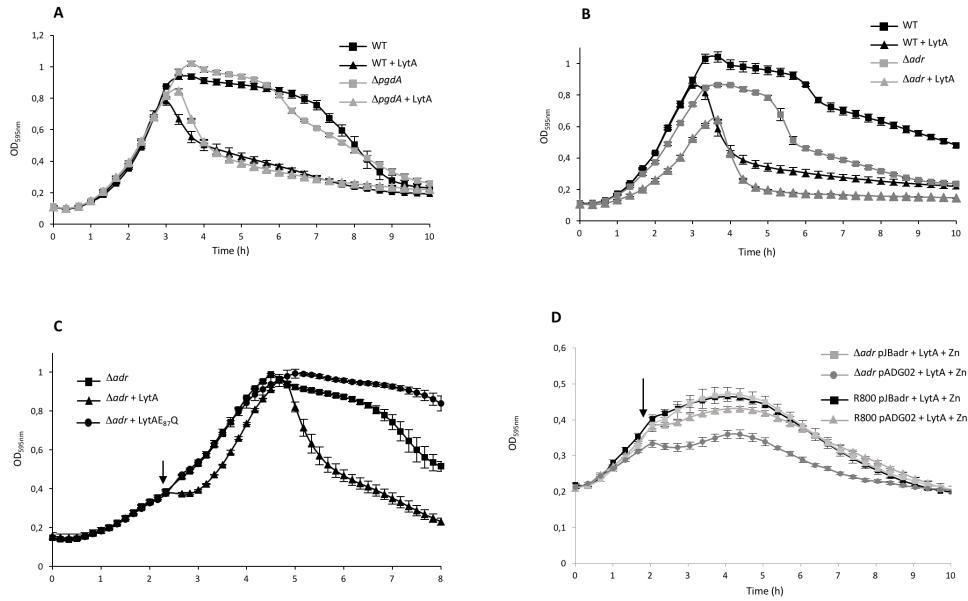 A
1,2
1
0,8
0,6
0,4
0,2
0
OD595nm
0 1 2 3 4 5 6 7 8 9 10
Time (h)
WT
WT + LytA
ΔpgdA
ΔpgdA + LytA
B
1
0,8
0,6
0,4
0,2
0
OD595nm
0 1 2 3 4 5 6 7 8 9 10
Time (h)
WT
WT + LytA
Δadr
Δadr + LytA
C
1
0,8
0,6
0,4
0,2
0
OD595nm
0 1 2 3 4 5 6 7 8
Δadr
Δadr + LytA
Δadr + LytAE87Q
D
0,6
0,5
0,4
0,3
0,2
0,1
0
OD595nm
0 1 2 3 4 5 6 7 8 9 10
Time (h)
Δadr pJBadr + LytA + Zn
Δadr pADG02 + LytA + Zn
R800 pJBadr + LytA + Zn
R800 pADG02 + LytA + Zn